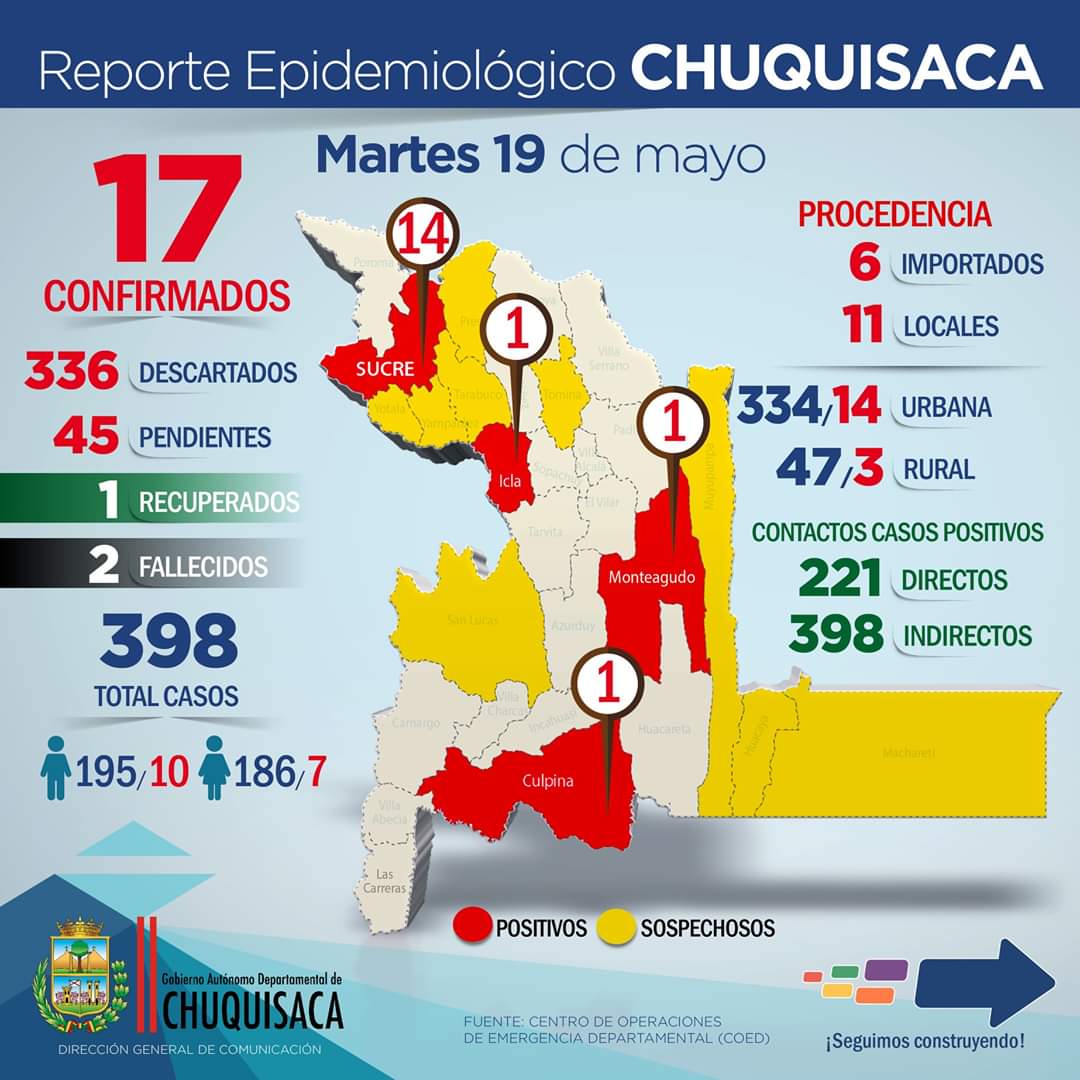 Reporte Epidemiológico CHUQUISACA
Martes 19 de mayo
17
CONFIRMADOS
336 DESCARTADOS
45 PENDIENTES
1 RECUPERADOS
2 FALLECIDOS
398
TOTAL CASOS
195/10 186/7
PROCEDENCIA
6 IMPORTADOS
11 LOCALES
334/14 URBANA
47/3 RURAL
CONTACTOS CASOS POSITIVOS
221 DIRECTOS
398 INDIRECTOS
14
1
1
1
Poroma
SUCRE
Villa
Serrano
Yotala
Yamparáez
Tarabuco
Tomina
Icla
Sopachuy
Villa
Alcalá
El Villar
Tarvita
Muyupampa
Monteagudo
San Lucas
Azurduy
Camargo
Villa
Charcas
Incahuasi
Huacareta
Culpina
Huacaya
Machareti
Villa
Abecia
Las
Carreras
POSITIVOS SOSPECHOSOS
Gobierno Autónomo Departamental de
CHUQUISACA
DIRECCIÓN GENERAL DE COMUNICACIÓN
FUENTE: CENTRO DE OPERACIONES
DE EMERGENCIA DEPARTAMENTAL (COED)
¡Seguimos construyendo!